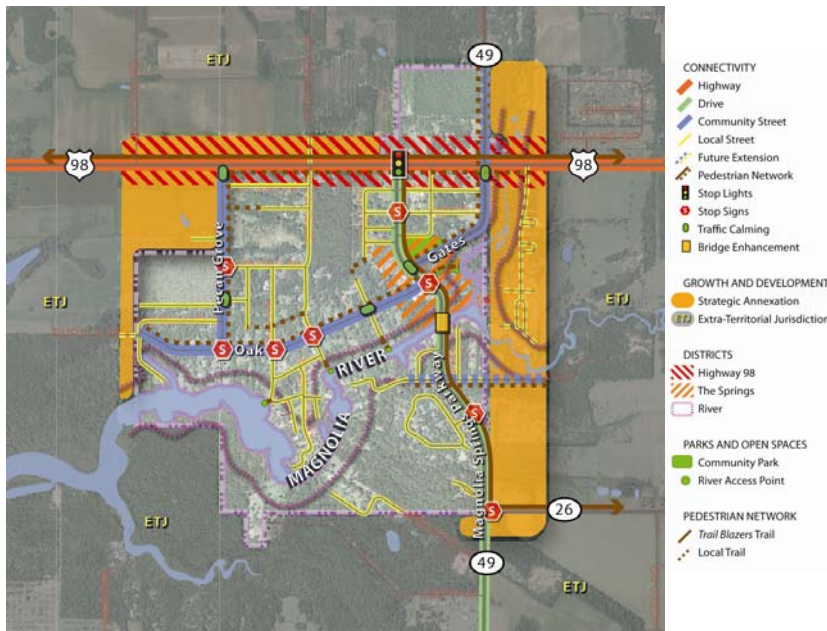 49
ETJ
98
98
Gates
Pecan Grove
ETJ
ETJ
S
S
S
S
Oak
S
S
RIVER
MAGNOLIA
Magnolia Springs Parkway
S
S
26
ETJ
49
ETJ
CONNECTIVITY
Highway
Drive
Community Street
Local Street
Future Extension
Pedestrian Network
Stop Lights
S Stop Signs
Traffic Calming
Bridge Enhancement
GROWTH AND DEVELOPMENT
Strategic Annexation
ETJ Extra-Territorial Jurisdiction
DISTRICTS
Highway 98
The Springs
River
PARKS AND OPEN SPACES
Community Park
River Access Point
PEDESTRIAN NETWORK
Trail Blazers Trail
Local Trail